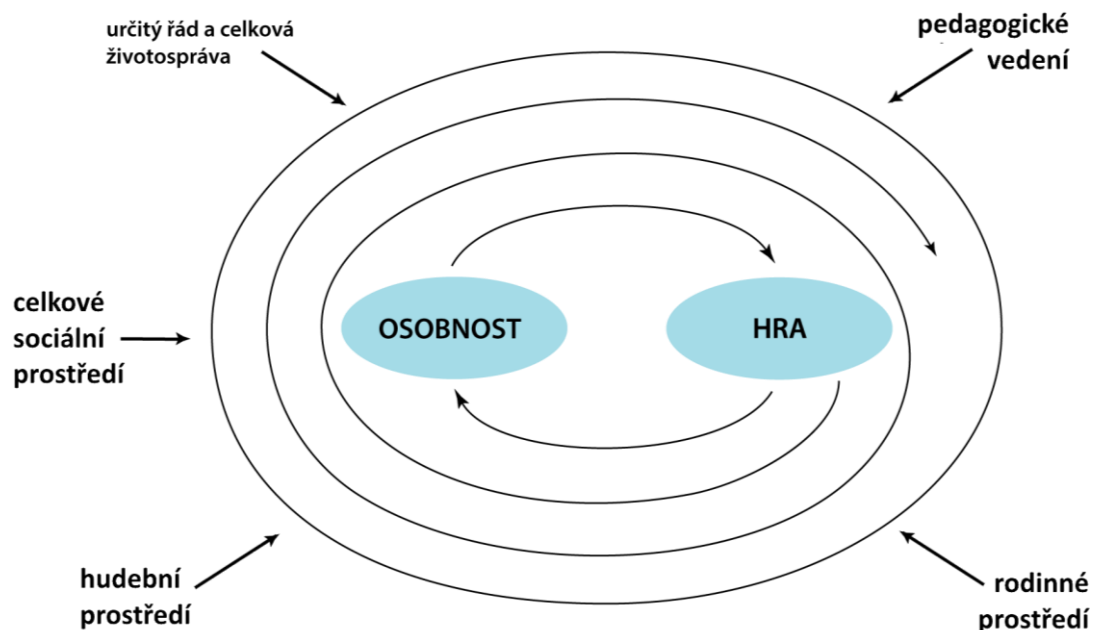 určitý řád a celková
životospráva
pedagogické
vedení
OSOBNOST
HRA
celkové
sociální
prostředí
hudební
prostředí
rodinné
prostředí